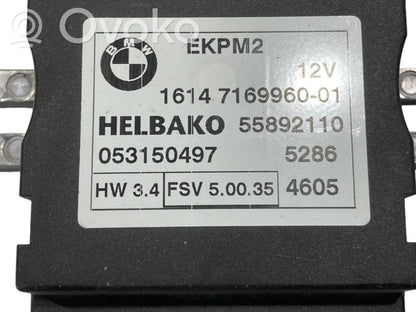 Ovoko
BMW
EKPM2
12V
1614 7169960-01
HELBAKO 55892110
053150497 5286
HW 3.4 FSV 5.00.35 4605